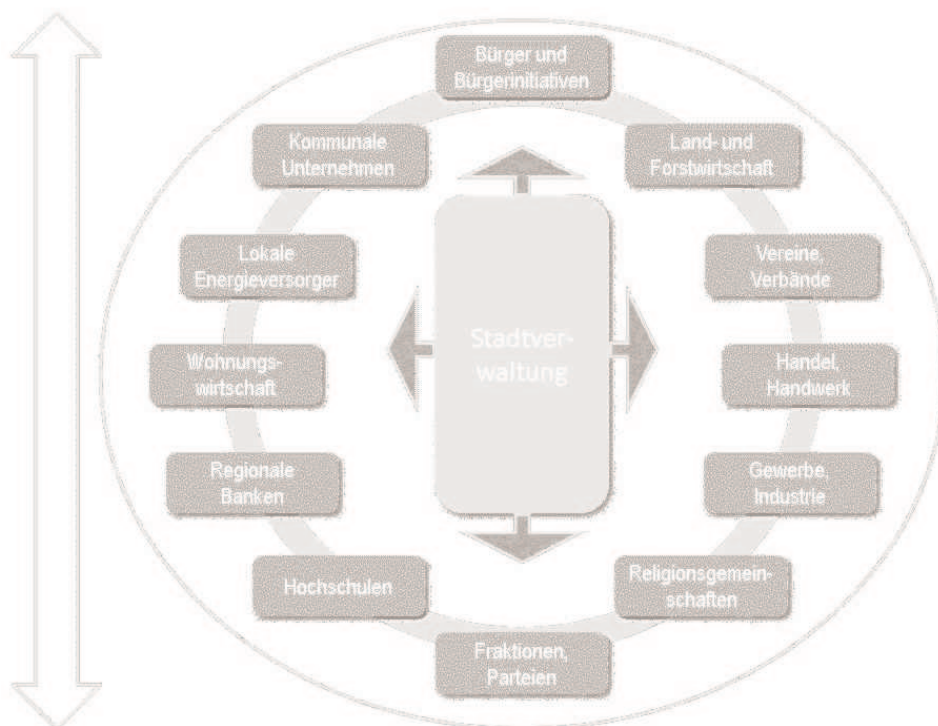 Bürger und
Bürgerinitiativen
Kommunale
Unternehmen
Land- und
Forstwirtschaft
Lokale
Energieversorger
Vereine,
Verbände
Stadtver-
waltung
Wohnungs-
wirtschaft
Handel,
Handwerk
Regionale
Banken
Gewerbe,
Industrie
Hochschulen
Religionsgemein-
schaften
Fraktionen,
Parteien